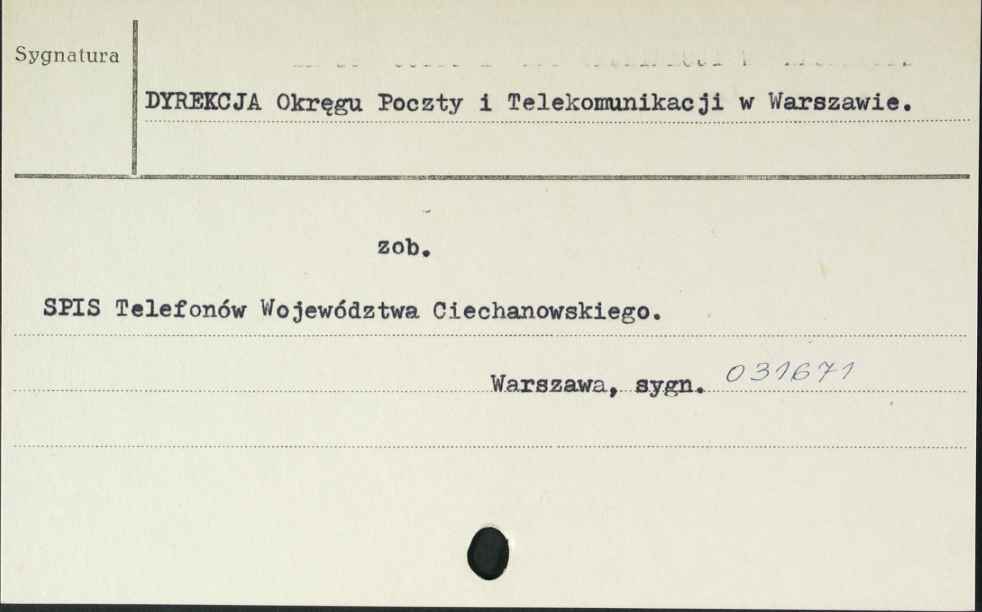 Sygnatura
DYREKCJA Okręgu Poczty i Telekomunikacji w Warszawie.
zob.
SPIS Telefonów Województwa Ciechanowskiego.
Warszawa, sygn. 031671